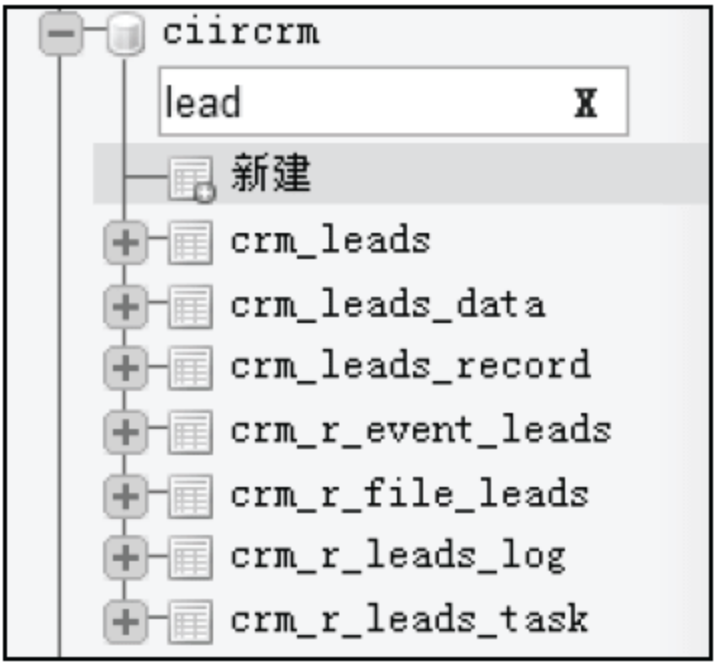 ciircrm
lead X
新建
crm_leads
crm_leads_data
crm_leads_record
crm_r_event_leads
crm_r_file_leads
crm_r_leads_log
crm_r_leads_task